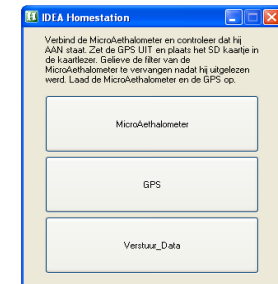 IDEA Homestation
Verbind de MicroAethalometer en controleer dat hij
AAN staat. Zet de GPS UIT en plaats het SD kaartje in
de kaartlezer. Gelieve de filter van de
MicroAethalometer te vervangen nadat hij uitgelezen
werd. Laad de MicroAethalometer en de GPS op.
MicroAethalometer
GPS
Verstuur_Data